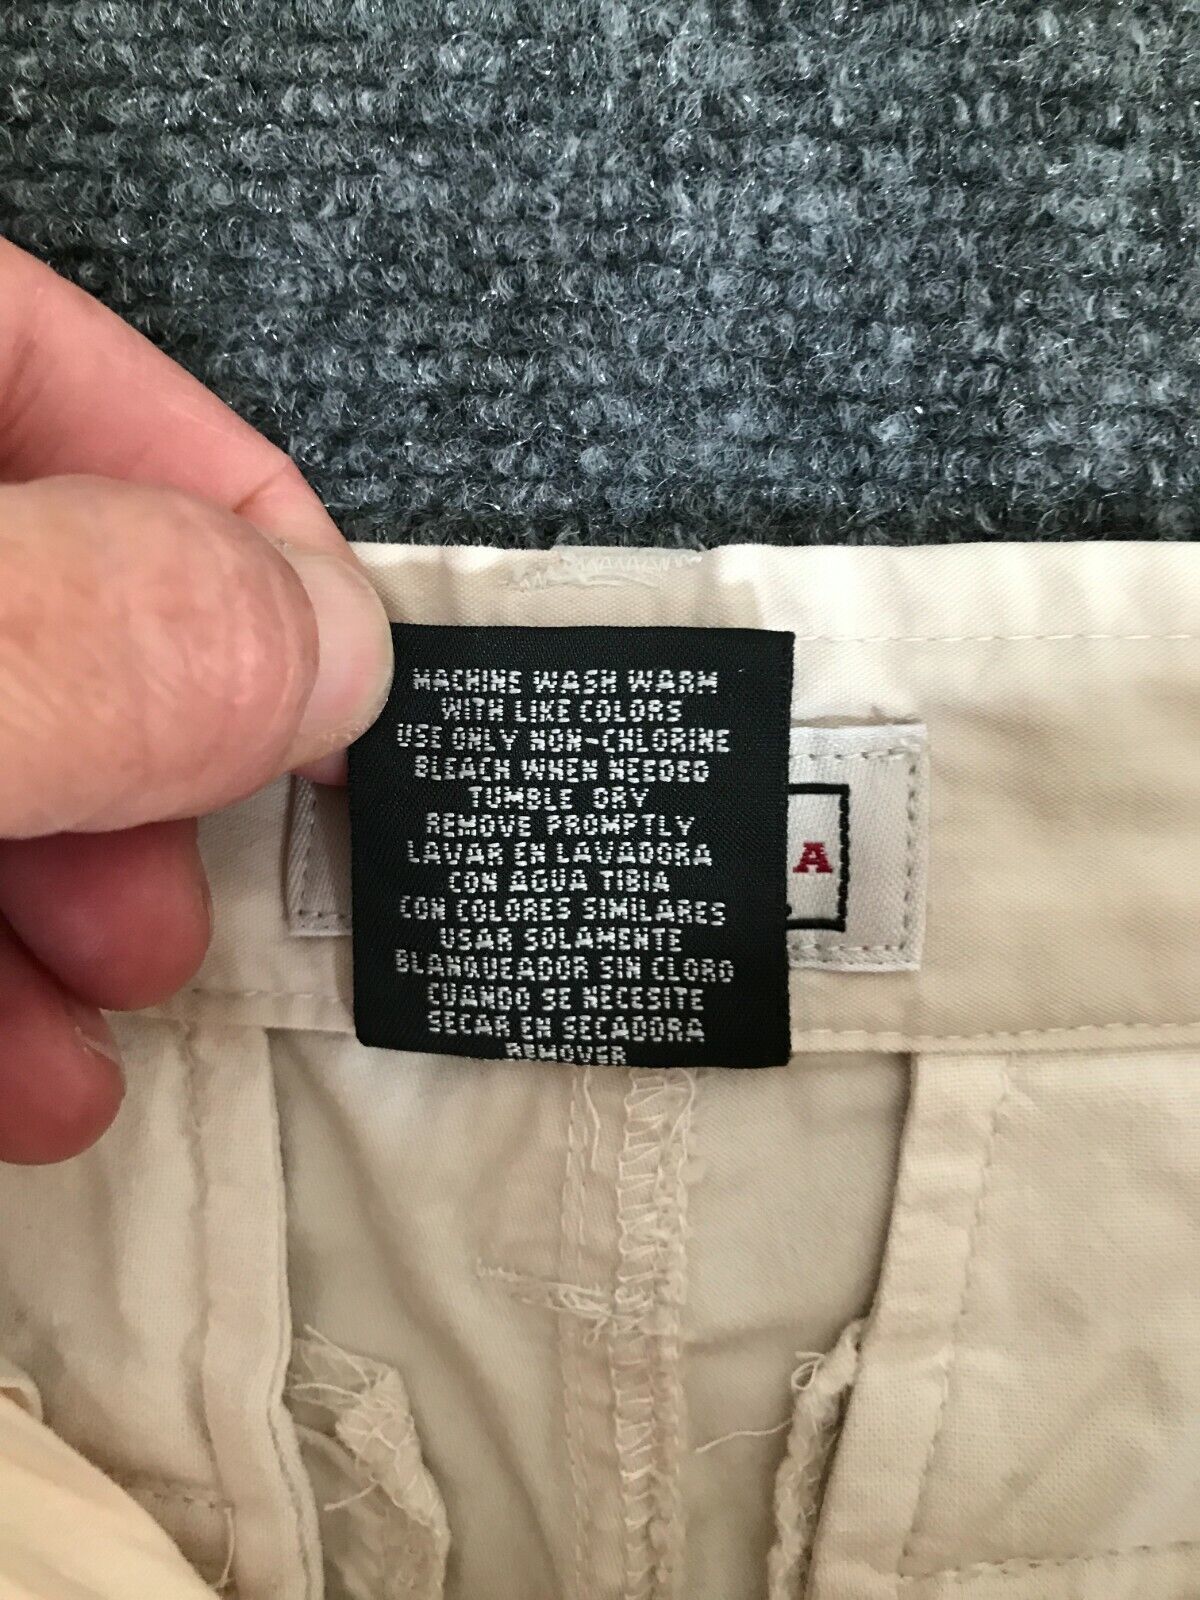 MACHINE WASH WARM
WITH LIKE COLORS
USE ONLY NON-CHLORINE
BLEACH WHEN NEEDED
TUMBLE DRY
REMOVE PROMPTLY
LAVAR EN LAVADORA
CON AGUA TIBIA
CON COLORES SIMILARES
USAR SOLAMENTE
BLANQUEADOR SIN CLORO
CUANDO SE NECESITE
SECAR EN SECADORA
REMOVER
A